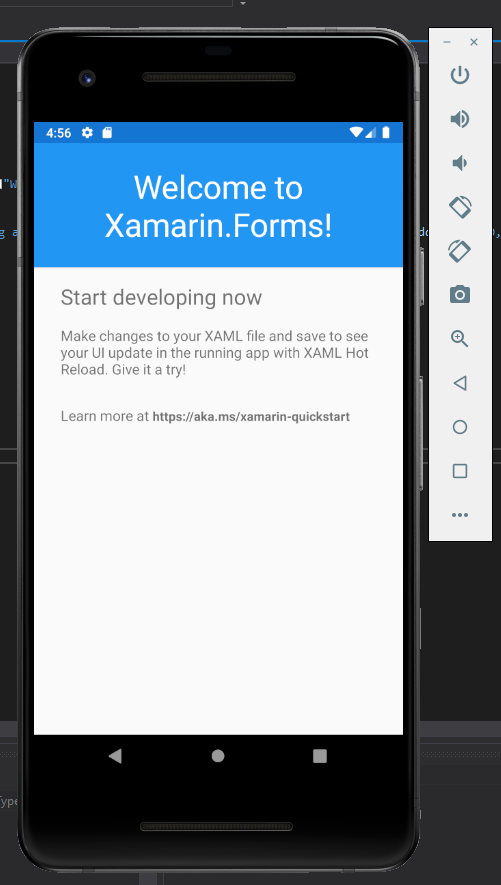 4:56
Welcome to
Xamarin.Forms!
Start developing now
Make changes to your XAML file and save to see
your UI update in the running app with XAML Hot
Reload. Give it a try!
Learn more at https://aka.ms/xamarin-quickstart